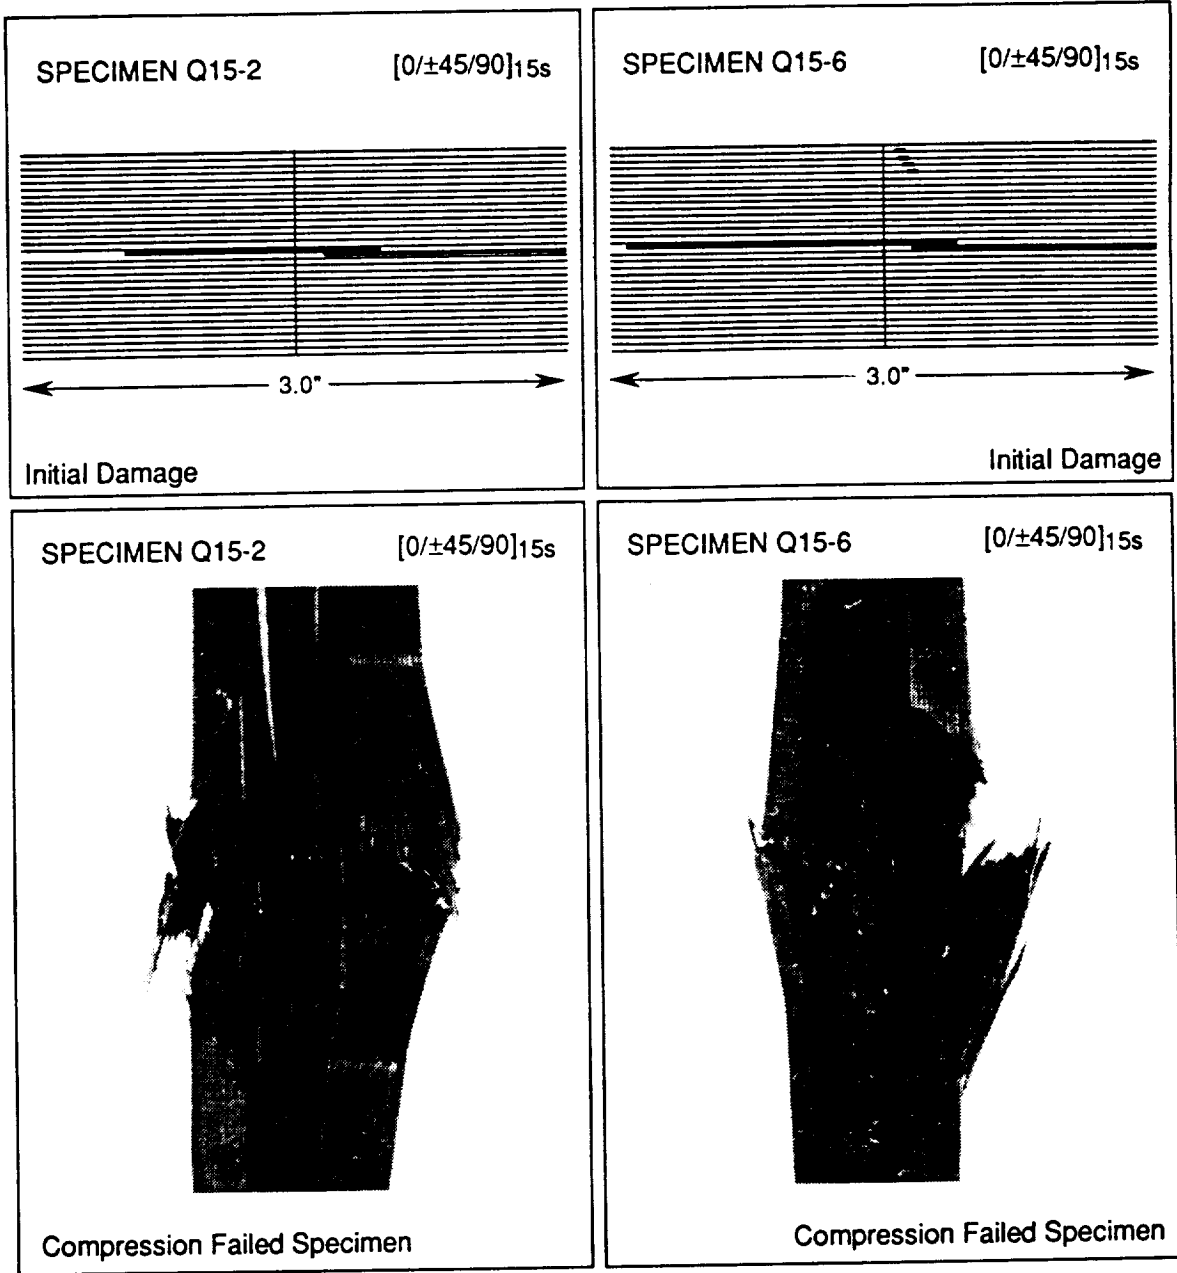 SPECIMEN Q15-2 [0/±45/90]15s
3.0"
Initial Damage
SPECIMEN Q15-6 [0/±45/90]15s
3.0"
Initial Damage
SPECIMEN Q15-2 [0/±45/90]15s
Compression Failed Specimen
SPECIMEN Q15-6 [0/±45/90]15s
Compression Failed Specimen